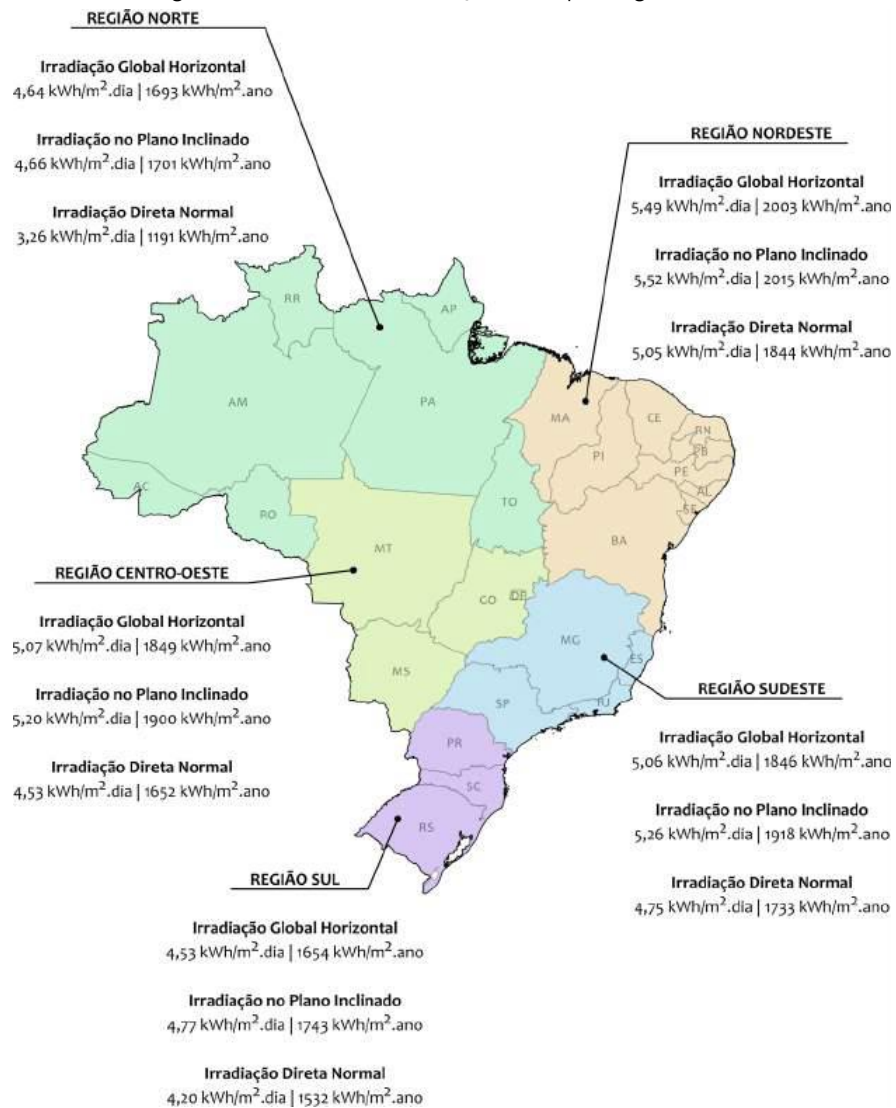 REGIÃO NORTE
Irradiação Global Horizontal
4,64 kWh/m².dia | 1693 kWh/m².ano
Irradiação no Plano Inclinado
4,66 kWh/m².dia | 1701 kWh/m².ano
Irradiação Direta Normal
3,26 kWh/m².dia | 1191 kWh/m².ano
REGIÃO NORDESTE
Irradiação Global Horizontal
5,49 kWh/m².dia | 2003 kWh/m².ano
Irradiação no Plano Inclinado
5,52 kWh/m².dia | 2015 kWh/m².ano
Irradiação Direta Normal
5,05 kWh/m².dia | 1844 kWh/m².ano
RR
AP
AM
PA
MA
CE
RN
PB
PI
PE
AL
SE
AC
RO
TO
BA
MT
GO
DF
MG
ES
MS
SP
RJ
PR
SC
RS
REGIÃO CENTRO-OESTE
Irradiação Global Horizontal
5,07 kWh/m².dia | 1849 kWh/m².ano
Irradiação no Plano Inclinado
5,20 kWh/m².dia | 1900 kWh/m².ano
Irradiação Direta Normal
4,53 kWh/m².dia | 1652 kWh/m².ano
REGIÃO SUDESTE
Irradiação Global Horizontal
5,06 kWh/m².dia | 1846 kWh/m².ano
Irradiação no Plano Inclinado
5,26 kWh/m².dia | 1918 kWh/m².ano
Irradiação Direta Normal
4,75 kWh/m².dia | 1733 kWh/m².ano
REGIÃO SUL
Irradiação Global Horizontal
4,53 kWh/m².dia | 1654 kWh/m².ano
Irradiação no Plano Inclinado
4,77 kWh/m².dia | 1743 kWh/m².ano
Irradiação Direta Normal
4,20 kWh/m².dia | 1532 kWh/m².ano